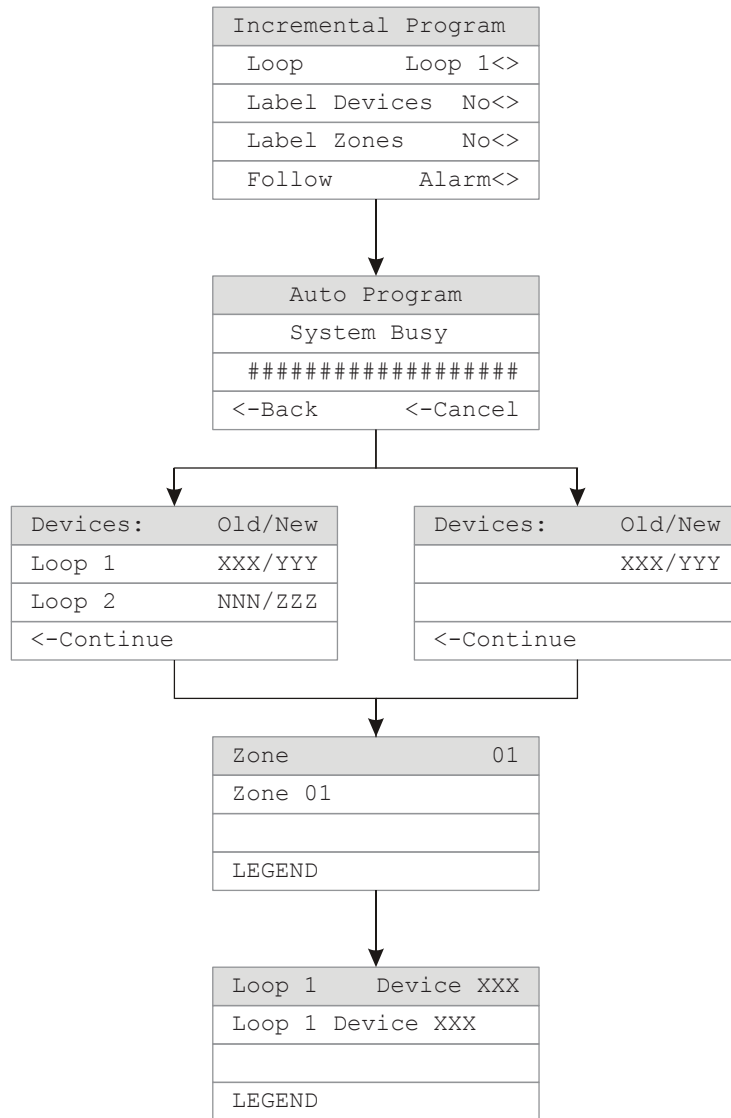 Incremental Program
Loop Loop 1<>
Label Devices No<>
Label Zones No<>
Follow Alarm<>
Auto Program
System Busy
###################
<-Back <-Cancel
Devices: Old/New
Loop 1 XXX/YYY
Loop 2 NNN/ZZZ
<-Continue
Devices: Old/New
XXX/YYY
<-Continue
Zone 01
Zone 01
LEGEND
Loop 1 Device XXX
Loop 1 Device XXX
LEGEND